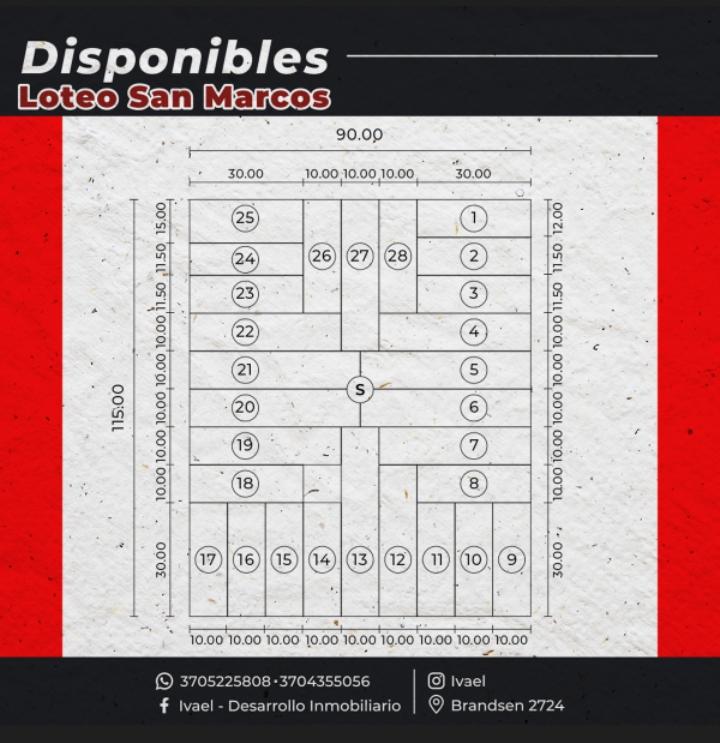 Disponibles
Loteo San Marcos
90.00
30.00 10.00 10.00 10.00 30.00
115.00
15.00 11.50 11.50 10.00 10.00 10.00 10.00 10.00 30.00
12.00 11.50 11.50 10.00 10.00 10.00 10.00 10.00 30.00
25 26 27 28 1
24 2
23 3
22 4
21 5
S
20 6
19 7
18 8
17 16 15 14 13 12 11 10 9
10.00 10.00 10.00 10.00 10.00 10.00 10.00 10.00 10.00
3705225808·3704355056 Ivael
Ivael - Desarrollo Inmobiliario Brandsen 2724